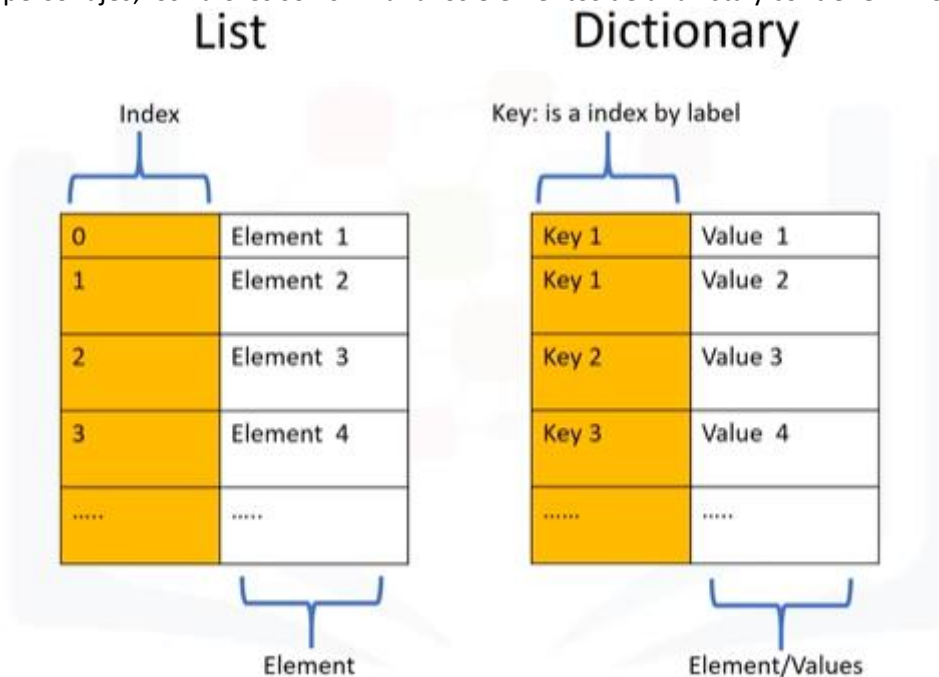 List Dictionary
Index Key: is a index by label
0 Element 1 Key 1 Value 1
1 Element 2 Key 1 Value 2
2 Element 3 Key 2 Value 3
3 Element 4 Key 3 Value 4
..... ..... ...... .....
Element Element/Values